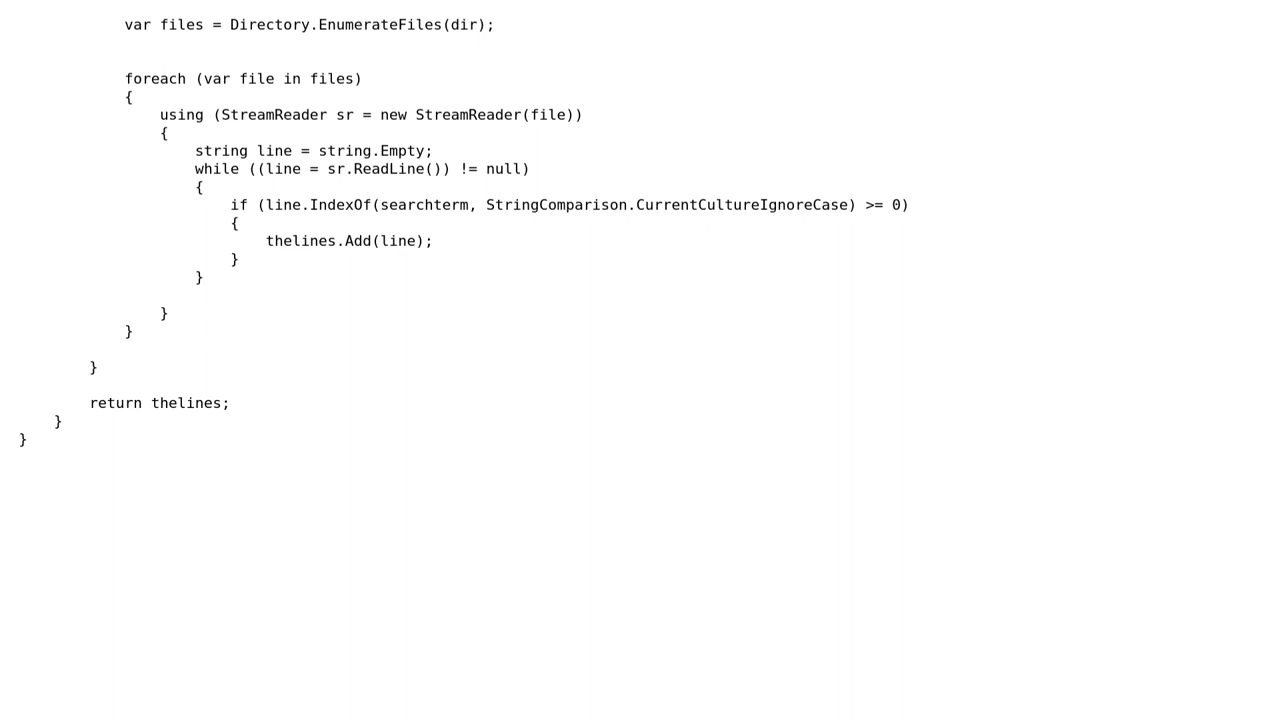 var files = Directory.EnumerateFiles(dir);


            foreach (var file in files)
            {
                using (StreamReader sr = new StreamReader(file))
                {
                    string line = string.Empty;
                    while ((line = sr.ReadLine()) != null)
                    {
                        if (line.IndexOf(searchterm, StringComparison.CurrentCultureIgnoreCase) >= 0)
                        {
                            thelines.Add(line);
                        }
                    }

                }
            }

        }

        return thelines;
    }
}